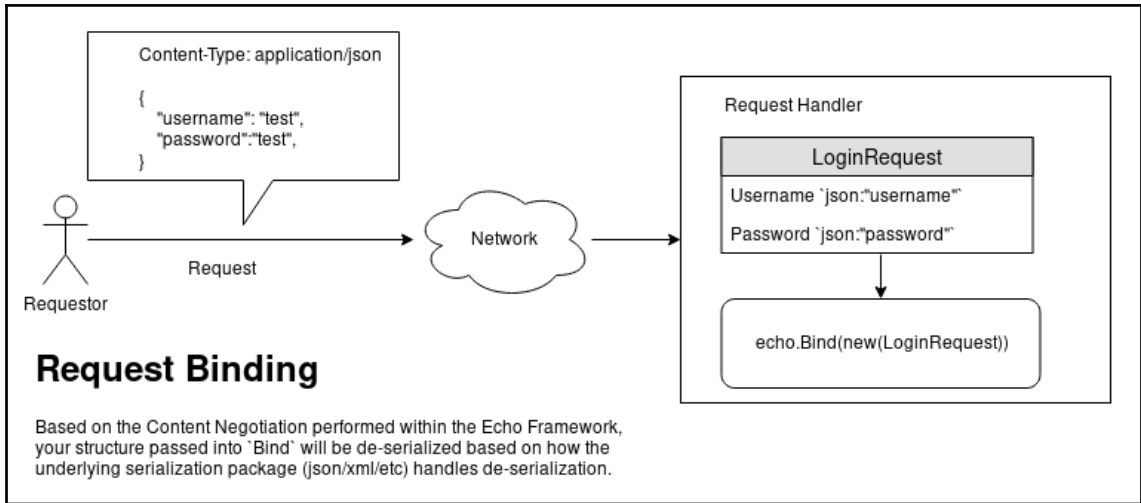 Content-Type: application/json
{
"username": "test",
"password":"test",
}
Requestor
Request
Network
Request Handler
LoginRequest
Username `json:"username"`
Password `json:"password"`
echo.Bind(new(LoginRequest))
Request Binding
Based on the Content Negotiation performed within the Echo Framework,
your structure passed into `Bind` will be de-serialized based on how the
underlying serialization package (json/xml/etc) handles de-serialization.